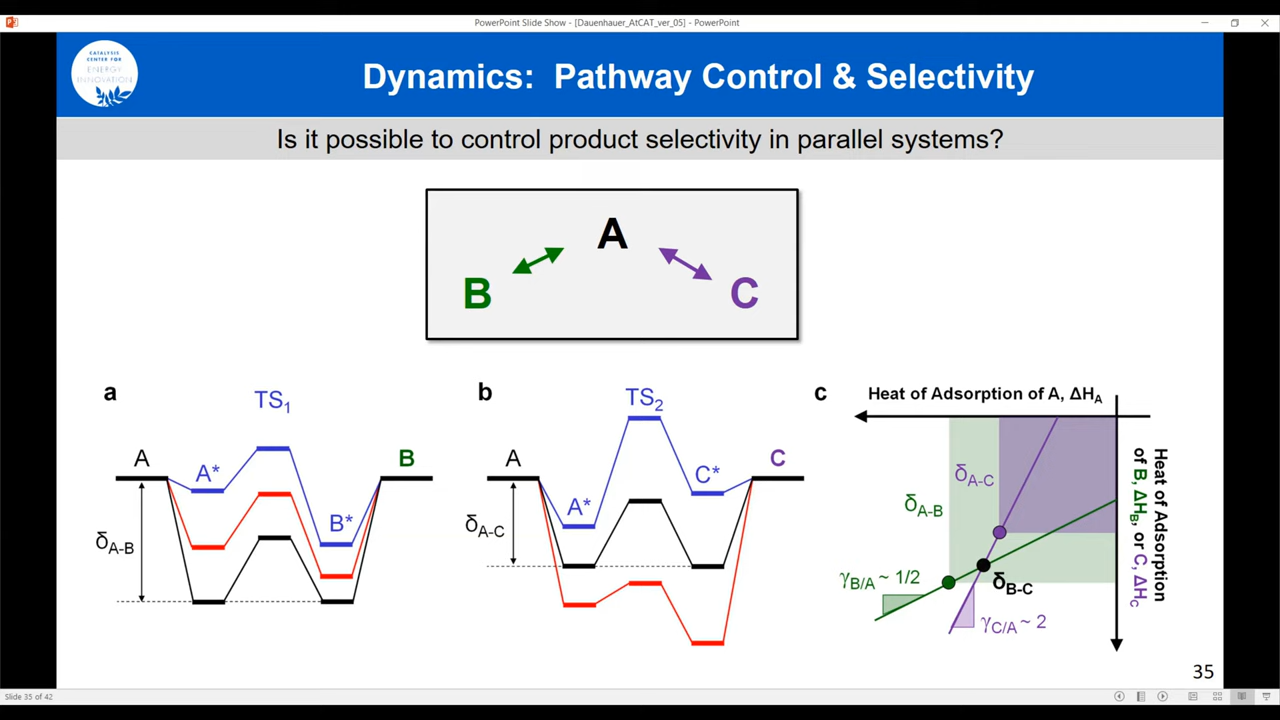 PowerPoint Slide Show - [Dauenhauer_AtCAT_ver_05] - PowerPoint
CATALYSIS
CENTER FOR
ENERGY
INNOVATION
Dynamics: Pathway Control & Selectivity
Is it possible to control product selectivity in parallel systems?
A
B
C
a
TS1
A
A*
B*
B
δA-B
b
TS2
A
A*
C*
C
δA-C
c
Heat of Adsorption of A, ΔHA
Heat of Adsorption
of B, ΔHB, or C, ΔHC
δA-C
δA-B
δB-C
γB/A ~ 1/2
γC/A ~ 2
35
Slide 35 of 42